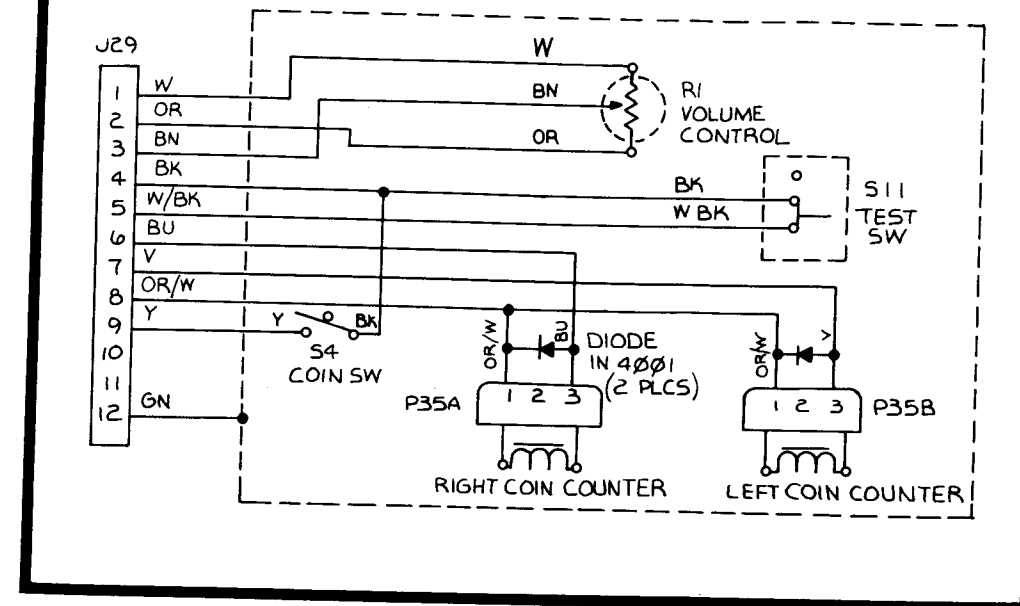 J29
1 W
2 OR
3 BN
4 BK
5 W/BK
6 BU
7 V
8 OR/W
9 Y
10
11
12 GN
W
BN
OR
R1
VOLUME
CONTROL
BK
W BK
S11
TEST
SW
Y
BK
S4
COIN SW
OR/W
BU
DIODE
IN 4001
(2 PLCS)
OR/W
V
P35A
1 2 3
1 2 3
P35B
RIGHT COIN COUNTER
LEFT COIN COUNTER